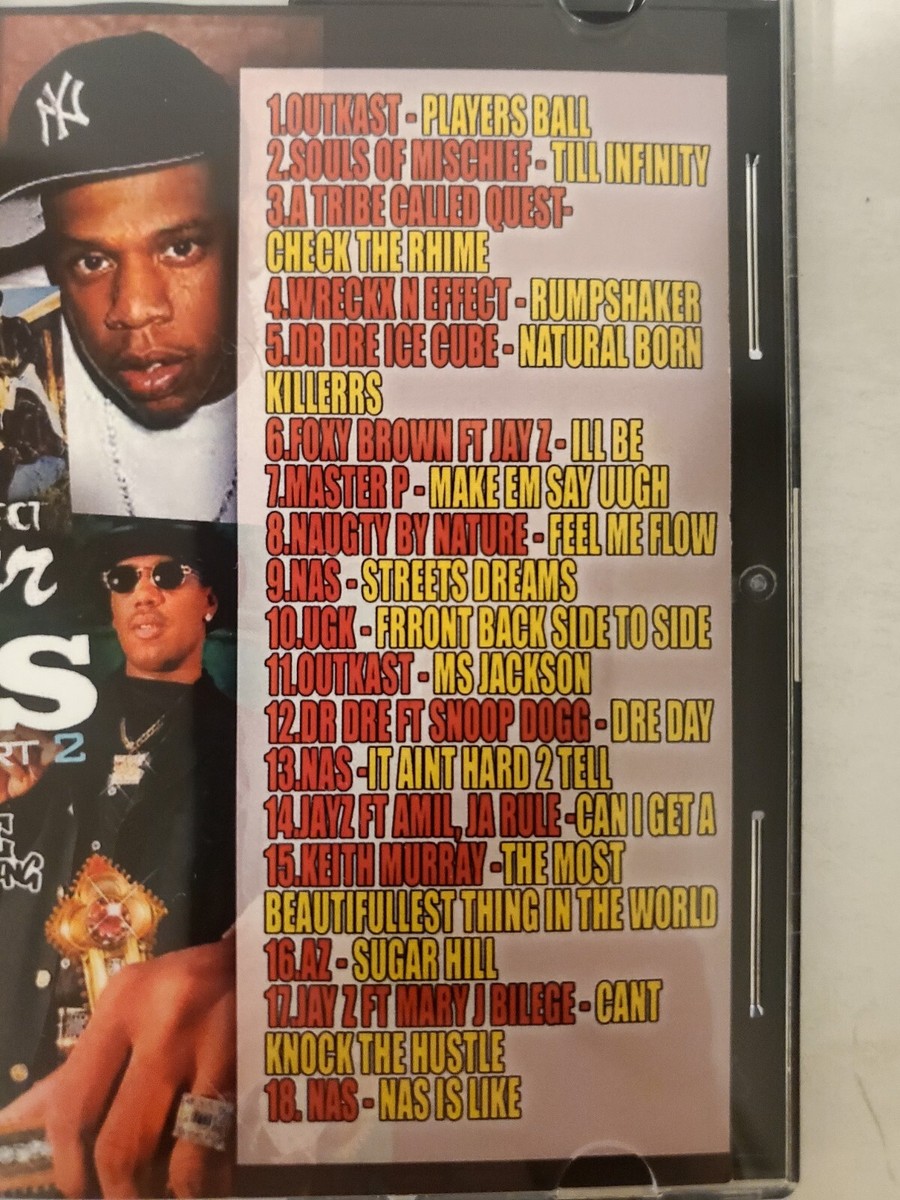 NY
1.OUTKAST - PLAYERS BALL
2.SOULS OF MISCHIEF - TILL INFINITY
3.A TRIBE CALLED QUEST-
CHECK THE RHIME
4.WRECKX N EFFECT - RUMPSHAKER
5.DR DRE ICE CUBE - NATURAL BORN
KILLERRS
6.FOXY BROWN FT JAY Z - ILL BE
7.MASTER P - MAKE EM SAY UUGH
8.NAUGTY BY NATURE - FEEL ME FLOW
9.NAS - STREETS DREAMS
10.UGK - FRRONT BACK SIDE TO SIDE
11.OUTKAST - MS JACKSON
12.DR DRE FT SNOOP DOGG - DRE DAY
13.NAS -IT AINT HARD 2 TELL
14.JAYZ FT AMIL, JA RULE -CAN I GET A
15.KEITH MURRAY -THE MOST
BEAUTIFULLEST THING IN THE WORLD
16.AZ - SUGAR HILL
17.JAY Z FT MARY J BILEGE - CANT
KNOCK THE HUSTLE
18. NAS - NAS IS LIKE
S
RT 2